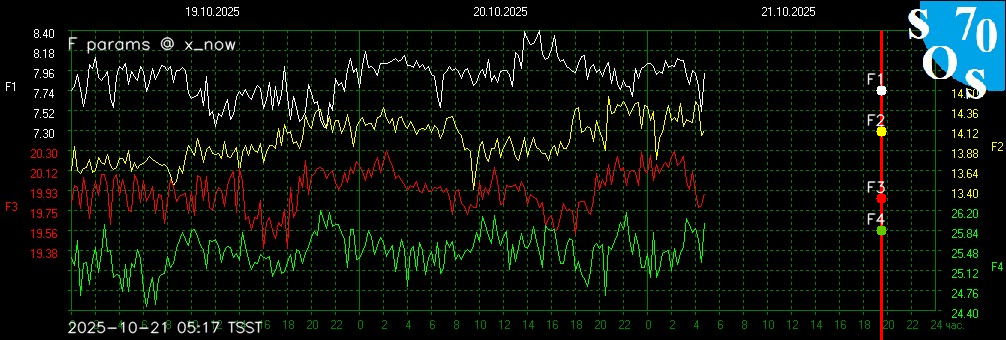 19.10.2025 20.10.2025 21.10.2025
F params @ x_now
SOS 70
F1
8.40
8.18
7.96
7.74
7.52
7.30
F3
20.30
20.12
19.93
19.75
19.56
19.38
F1
F2
F3
F4
14.36
14.12
13.88
13.64
13.40
F2
26.20
25.84
25.48
25.12
24.76
24.40
F4
2025-10-21 05:17 TSST
18 20 22 0 2 4 6 8 10 12 14 16 18 20 22 0 2 4 6 8 10 12 14 16 18 20 22 24 час.